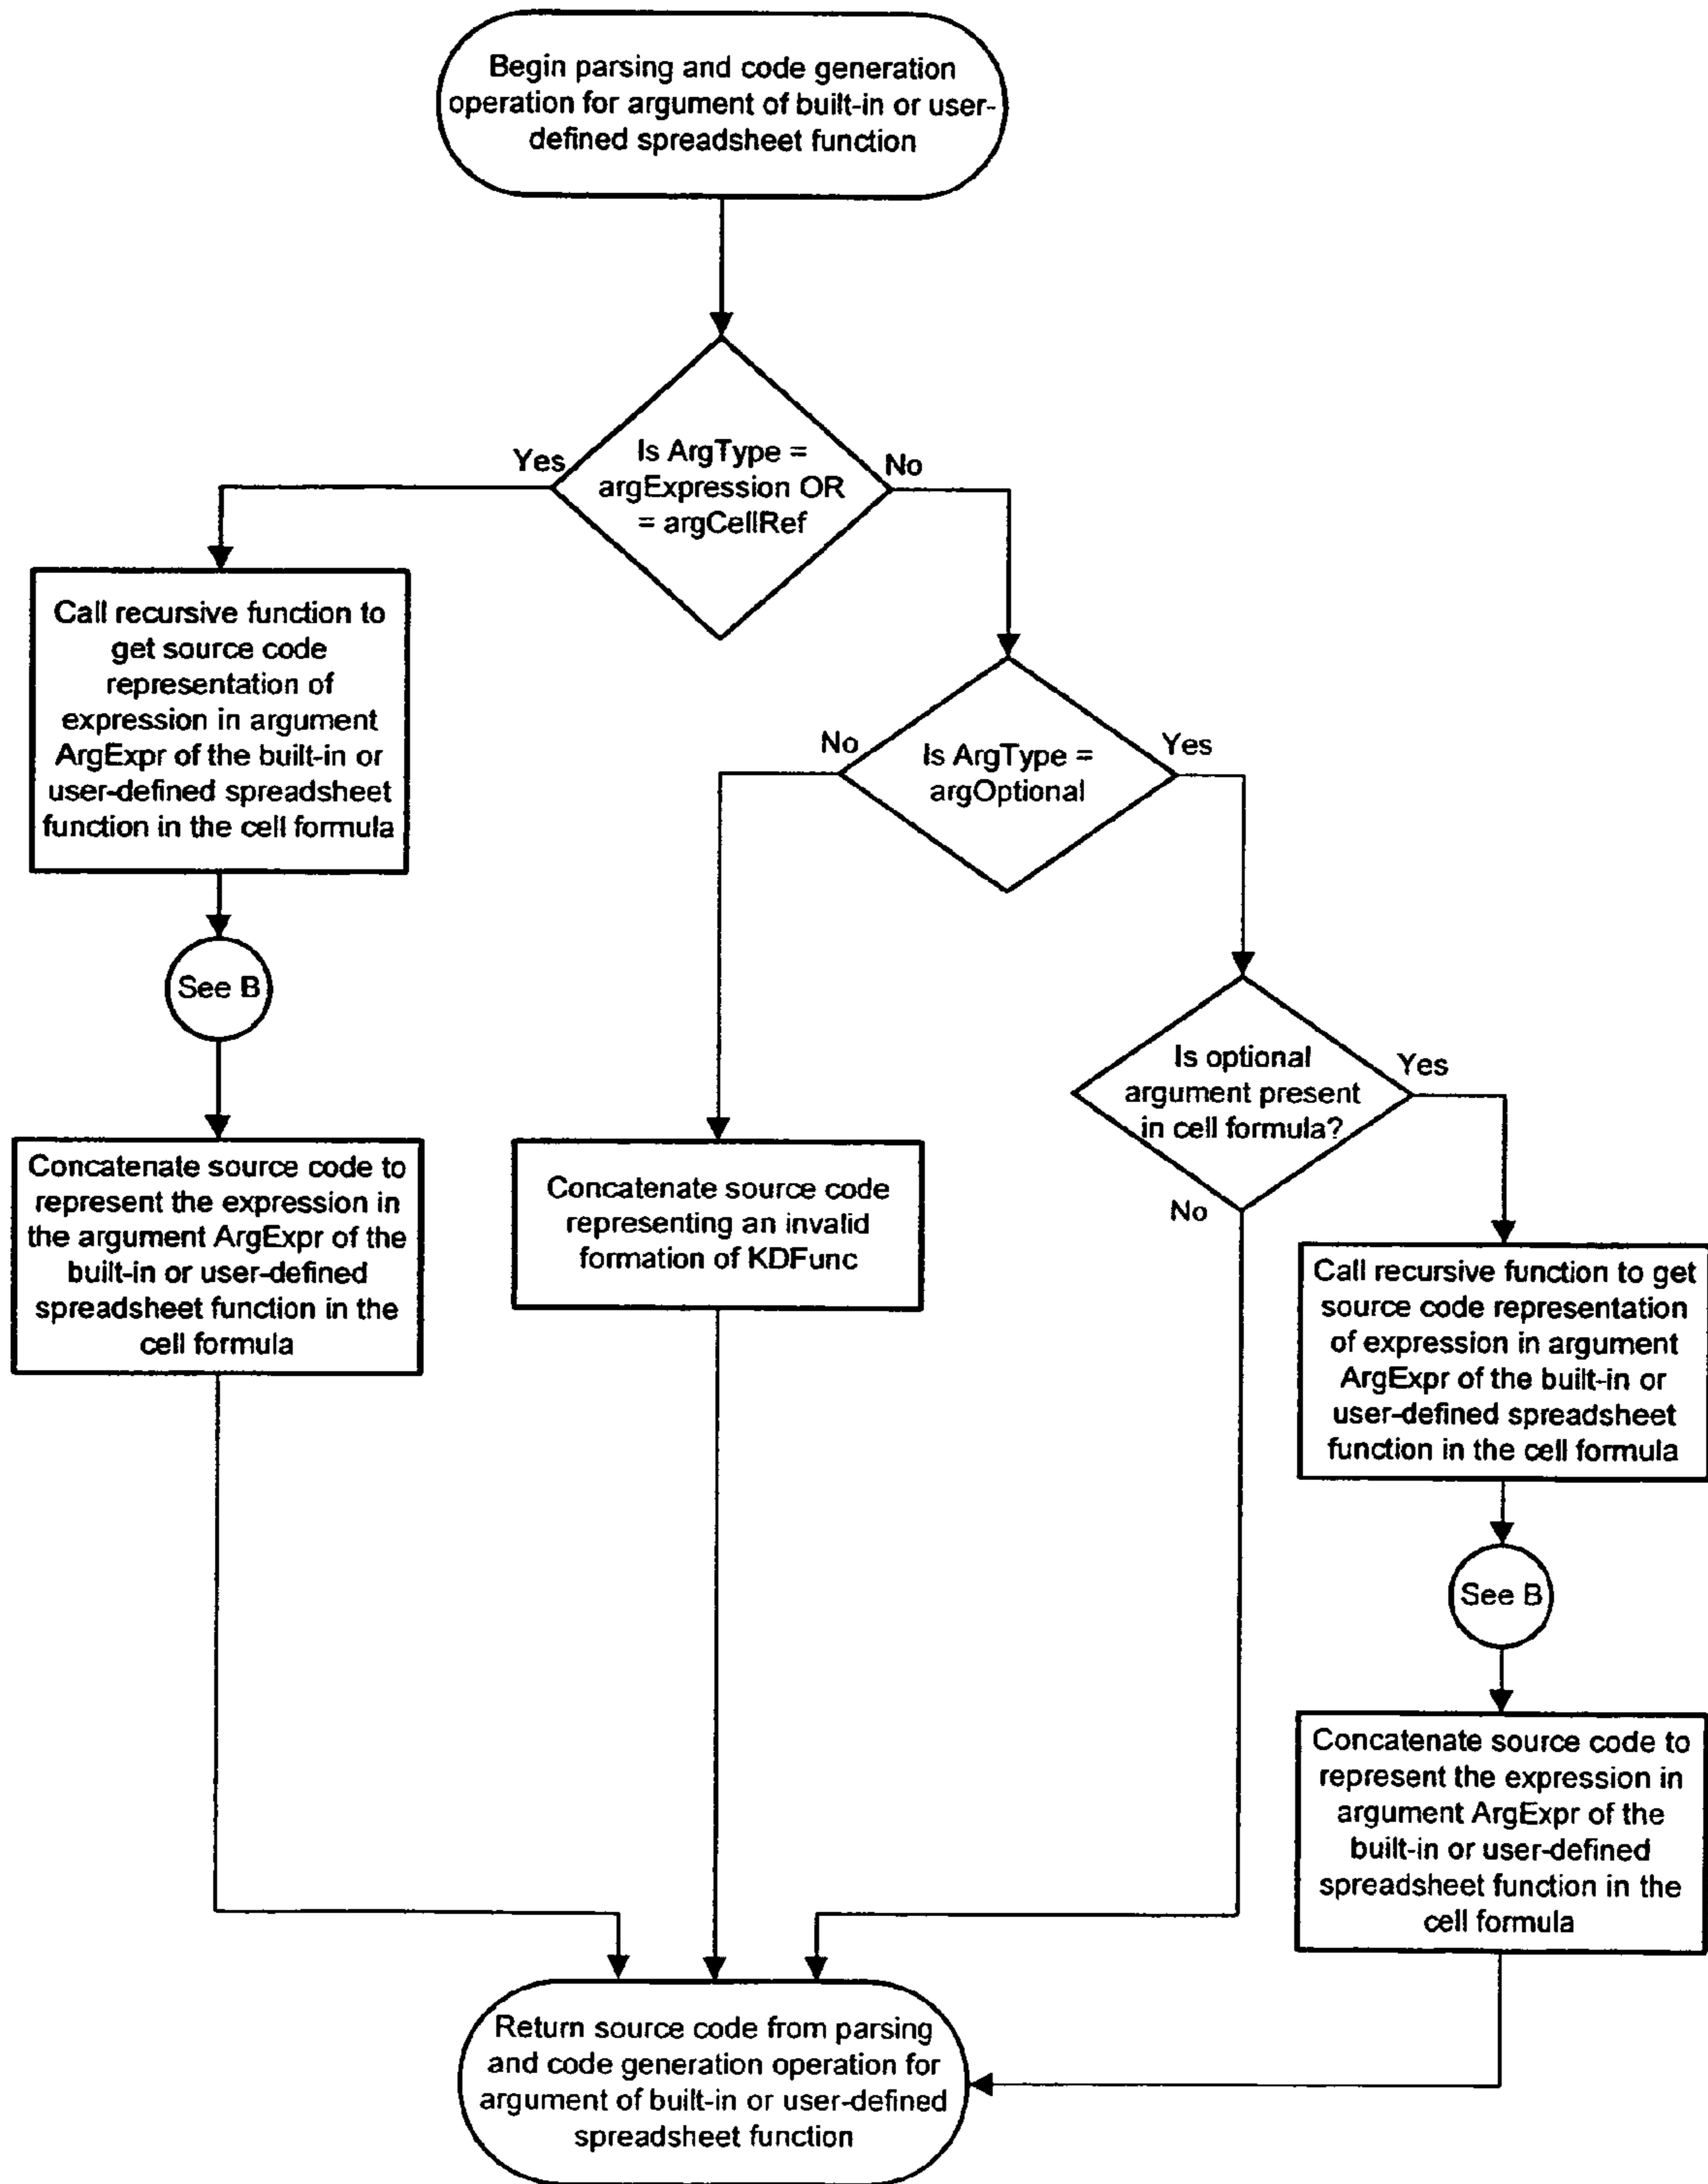 Begin parsing and code generation
operation for argument of built-in or user-
defined spreadsheet function
Is ArgType =
argExpression OR
= argCellRef
Yes
No
Call recursive function to
get source code
representation of
expression in argument
ArgExpr of the built-in or
user-defined spreadsheet
function in the cell formula
See B
Concatenate source code to
represent the expression in
the argument ArgExpr of the
built-in or user-defined
spreadsheet function in the
cell formula
Is ArgType =
argOptional
No
Yes
Concatenate source code
representing an invalid
formation of KDFunc
Is optional
argument present
in cell formula?
Yes
No
Call recursive function to get
source code representation
of expression in argument
ArgExpr of the built-in or
user-defined spreadsheet
function in the cell formula
See B
Concatenate source code to
represent the expression in
argument ArgExpr of the
built-in or user-defined
spreadsheet function in the
cell formula
Return source code from parsing
and code generation operation for
argument of built-in or user-defined
spreadsheet function